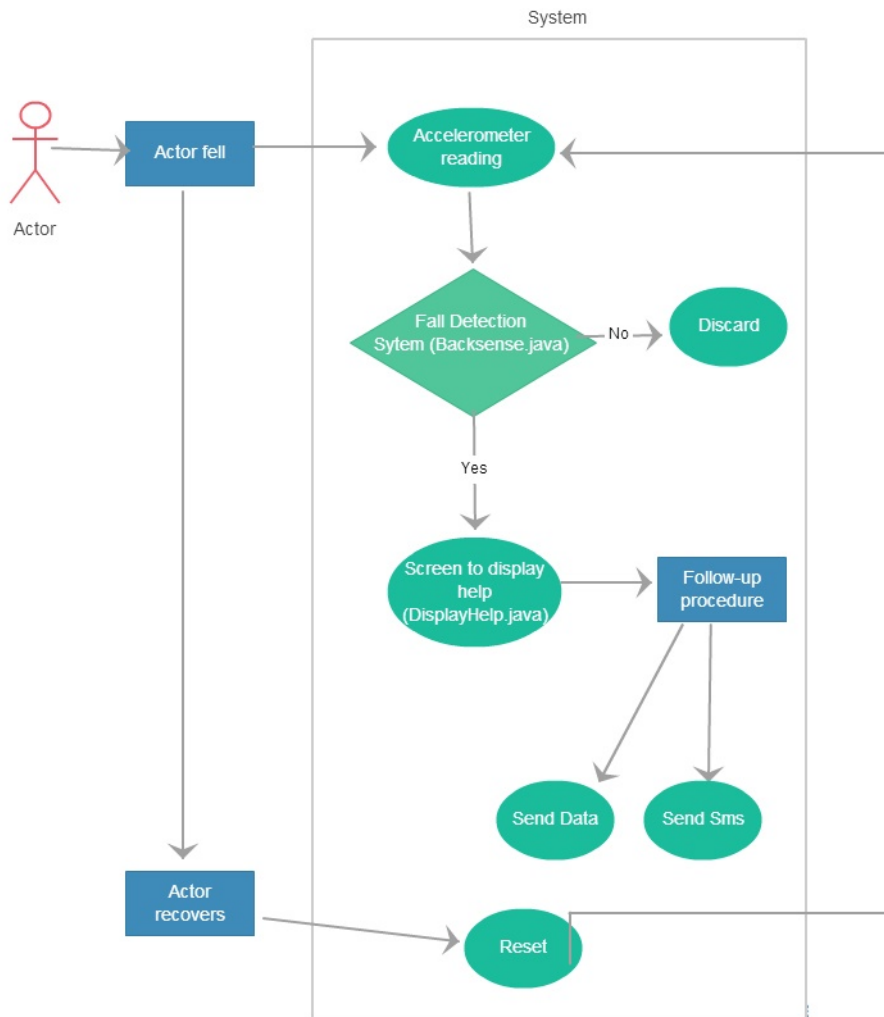 System
Actor fell
Accelerometer
reading
Actor
Fall Detection
Sytem (Backsense.java)
No
Discard
Yes
Screen to display
help
(DisplayHelp.java)
Follow-up
procedure
Send Data
Send Sms
Actor
recovers
Reset